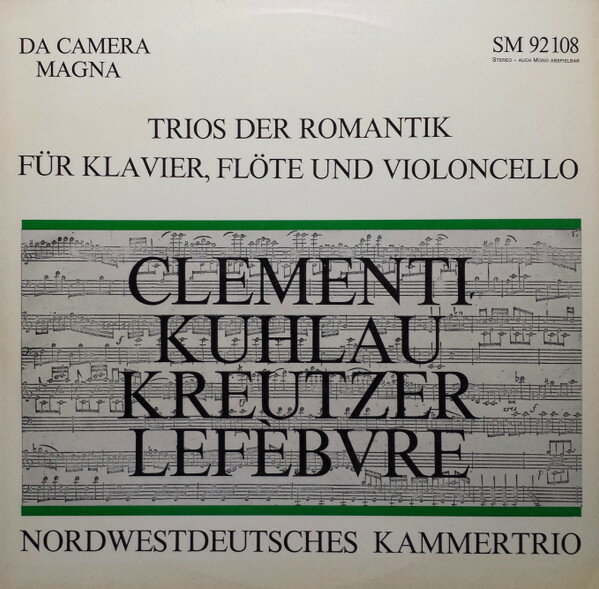 DA CAMERA
MAGNA
SM 92108
STEREO – AUCH MONO ABSPIELBAR
TRIOS DER ROMANTIK
FÜR KLAVIER, FLÖTE UND VIOLONCELLO
CLEMENTI
KUHLAU
KREUTZER
LEFÈBVRE
NORDWESTDEUTSCHES KAMMERTRIO